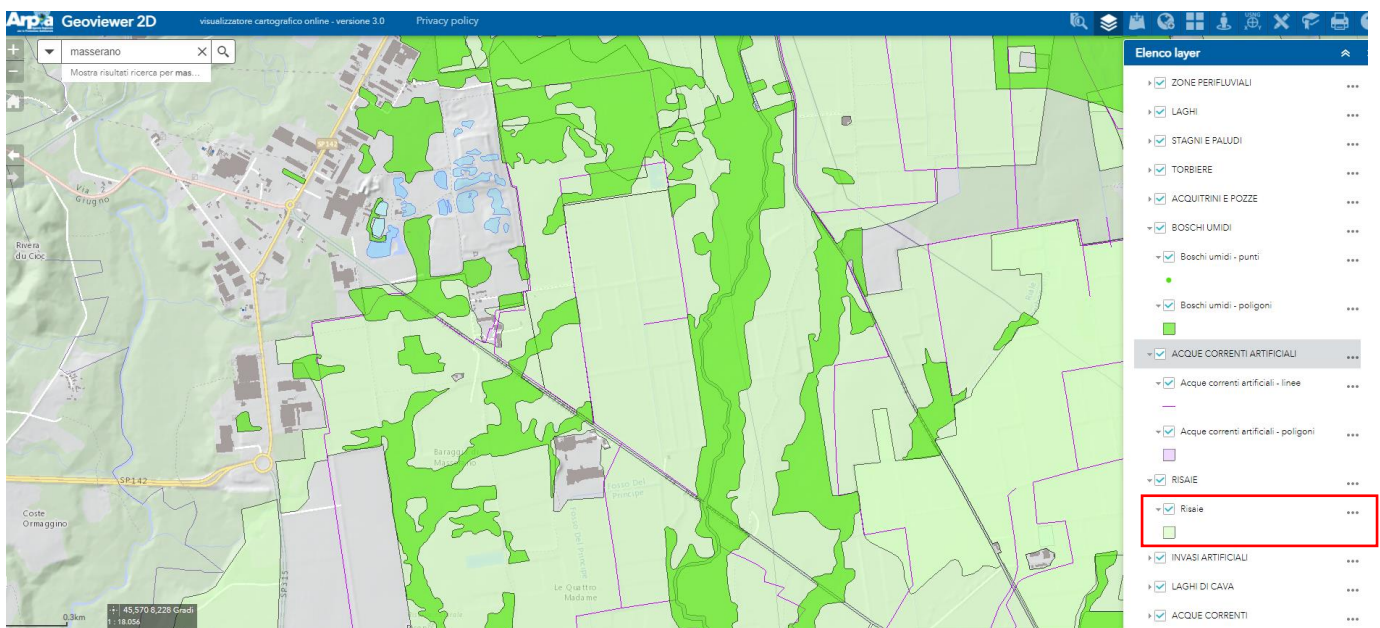 Arpa Geoviewer 2D visualizzatore cartografico online - versione 3.0 Privacy policy
masserano
Mostra risultati ricerca per mas...
Elenco layer
ZONE PERIFLUVIALI
LAGHI
STAGNI E PALUDI
TORBIERE
ACQUITRINI E POZZE
BOSCHI UMIDI
Boschi umidi - punti
Boschi umidi - poligoni
ACQUE CORRENTI ARTIFICIALI
Acque correnti artificiali - linee
Acque correnti artificiali - poligoni
RISAIE
Risaie
INVASI ARTIFICIALI
LAGHI DI CAVA
ACQUE CORRENTI
SP142
Rivera
du Cioc
SP142
Coste
Ormaggino
Fosso Del
Principe
SP315
Le Quattro
Madame
45,570 8,228 Gradi
0.3km
1 : 18.056